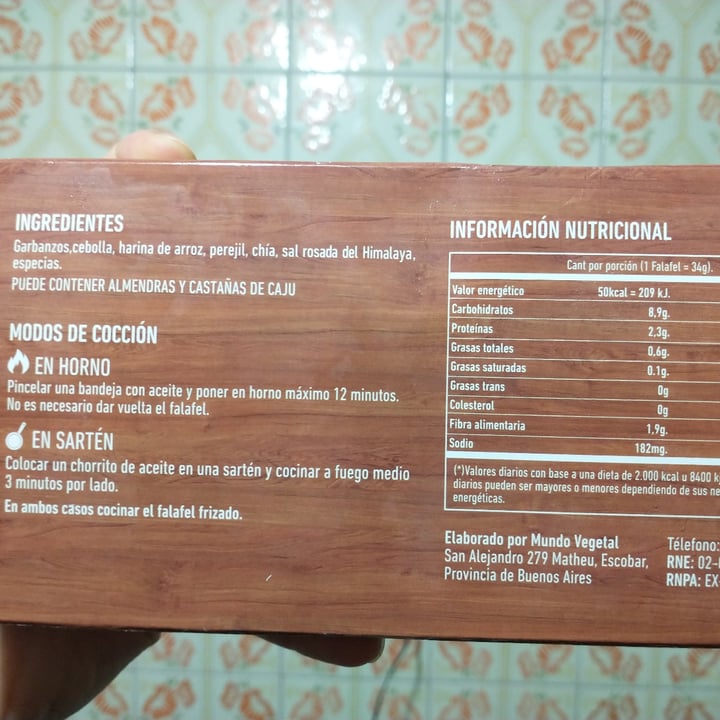 INGREDIENTES
Garbanzos,cebolla, harina de arroz, perejil, chía, sal rosada del Himalaya,
especias.
PUEDE CONTENER ALMENDRAS Y CASTAÑAS DE CAJU
MODOS DE COCCIÓN
EN HORNO
Pincelar una bandeja con aceite y poner en horno máximo 12 minutos.
No es necesario dar vuelta el falafel.
EN SARTÉN
Colocar un chorrito de aceite en una sartén y cocinar a fuego medio
3 minutos por lado.
En ambos casos cocinar el falafel frizado.
INFORMACIÓN NUTRICIONAL
Cant por porción (1 Falafel = 34g).
Valor energético 50kcal = 209 kJ.
Carbohidratos 8,9g.
Proteínas 2,3g.
Grasas totales 0,6g.
Grasas saturadas 0.1g.
Grasas trans 0g
Colesterol 0g
Fibra alimentaria 1,9g.
Sodio 182mg.
(*)Valores diarios con base a una dieta de 2.000 kcal u 8400
diarios pueden ser mayores o menores dependiendo de sus
energéticas.
Elaborado por Mundo Vegetal
San Alejandro 279 Matheu, Escobar,
Provincia de Buenos Aires
Télefono:
RNE: 02-
RNPA: EX-